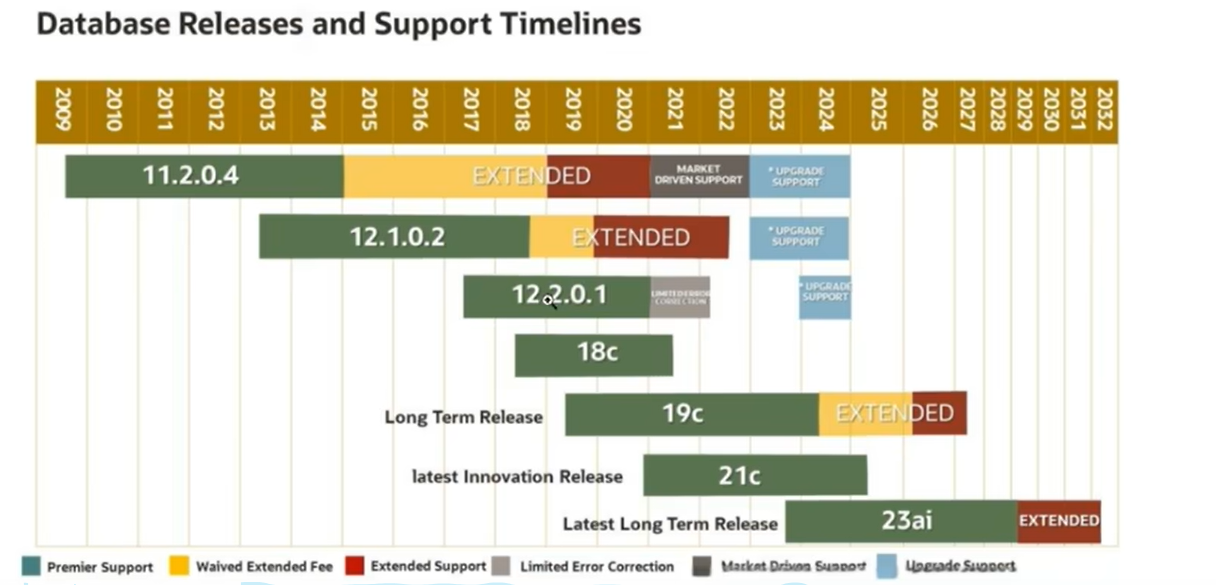 Database Releases and Support Timelines
2009 2010 2011 2012 2013 2014 2015 2016 2017 2018 2019 2020 2021 2022 2023 2024 2025 2026 2027 2028 2029 2030 2031 2032
11.2.0.4 EXTENDED MARKET DRIVEN SUPPORT * UPGRADE SUPPORT
12.1.0.2 EXTENDED * UPGRADE SUPPORT
12.2.0.1 LIMITED ERROR CORRECTION * UPGRADE SUPPORT
18c
Long Term Release 19c EXTENDED
latest Innovation Release 21c
Latest Long Term Release 23ai EXTENDED
Premier Support Waived Extended Fee Extended Support Limited Error Correction Market Driven Support Upgrade Support